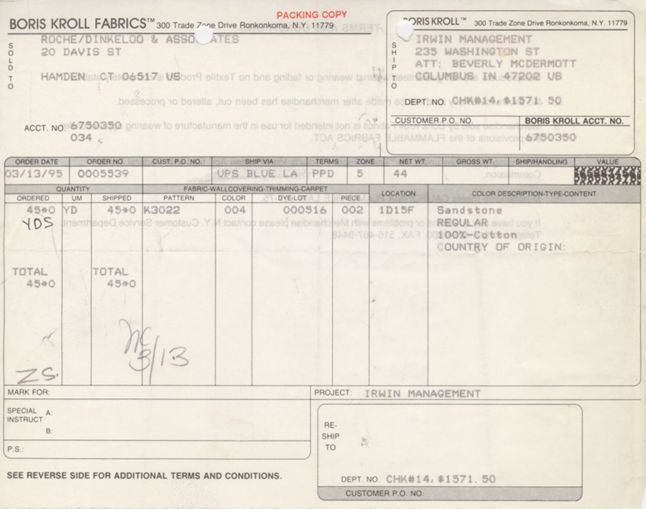 PACKING COPY
BORIS KROLL FABRICS™ 300 Trade Zone Drive Ronkonkoma, N.Y. 11779
SOLD TO
ROCHE/DINKELOO & ASSO ATES
20 DAVIS ST
HAMDEN CT 06517 US
ACCT. NO. 6750350
034
BORIS KROLL™ 300 Trade Zone Drive Ronkonkoma, N.Y. 11779
SHIP TO
IRWIN MANAGEMENT
235 WASHINGTON ST
ATT: BEVERLY MCDERMOTT
COLUMBUS IN 47202 US
DEPT. NO. CHK#14,$1571.50
CUSTOMER P.O. NO. BORIS KROLL ACC. NO.
6750350
ORDER DATE ORDER NO. CUST. P.O. NO. SHIP VIA TERMS ZONE NET WT. GROSS WT. SHIP/HANDLING VALUE
03/13/95 0005539 UPS BLUE LA PPD 5 44
QUANTITY FABRIC-WALLCOVERING-TRIMMING-CARPET LOCATION COLOR DESCRIPTION-TYPE-CONTENT
ORDERED UM SHIPPED PATTERN COLOR DYE-LOT PIECE
45#0 YD 45#0 K3022 004 000516 002 1D15F Sandstone
YDS REGULAR
100%-Cotton
COUNTRY OF ORIGIN:
TOTAL TOTAL
45#0 45#0
3/13
ZS
MARK FOR: PROJECT: IRWIN MANAGEMENT
SPECIAL INSTRUCT A:
B:
P.S.:
RE-SHIP TO
DEPT. NO. CHK#14,$1571.50
CUSTOMER P.O. NO.
SEE REVERSE SIDE FOR ADDITIONAL TERMS AND CONDITIONS.